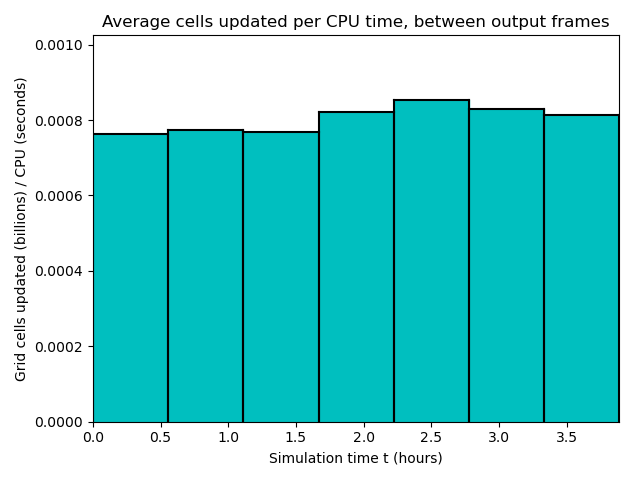 Average cells updated per CPU time, between output frames
Grid cells updated (billions) / CPU (seconds)
0.0010
0.0008
0.0006
0.0004
0.0002
0.0000
0.0 0.5 1.0 1.5 2.0 2.5 3.0 3.5
Simulation time t (hours)